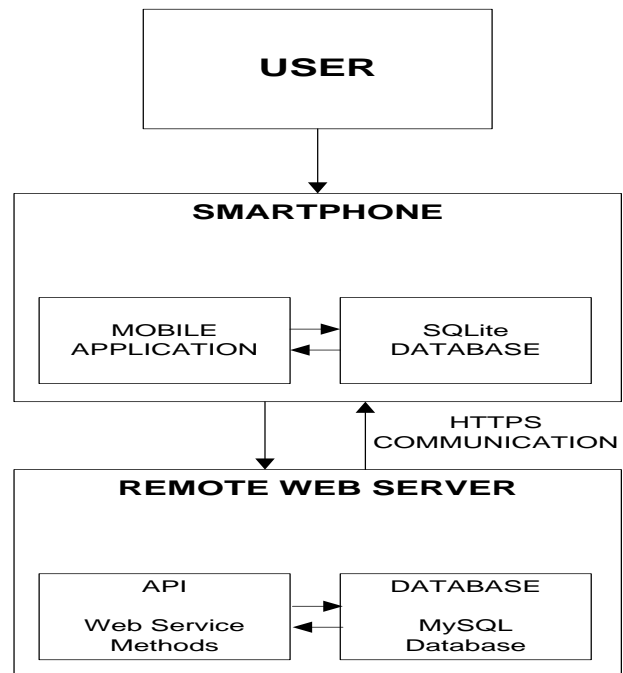 USER
SMARTPHONE
MOBILE
APPLICATION
SQLite
DATABASE
HTTPS
COMMUNICATION
REMOTE WEB SERVER
API
Web Service
Methods
DATABASE
MySQL
Database